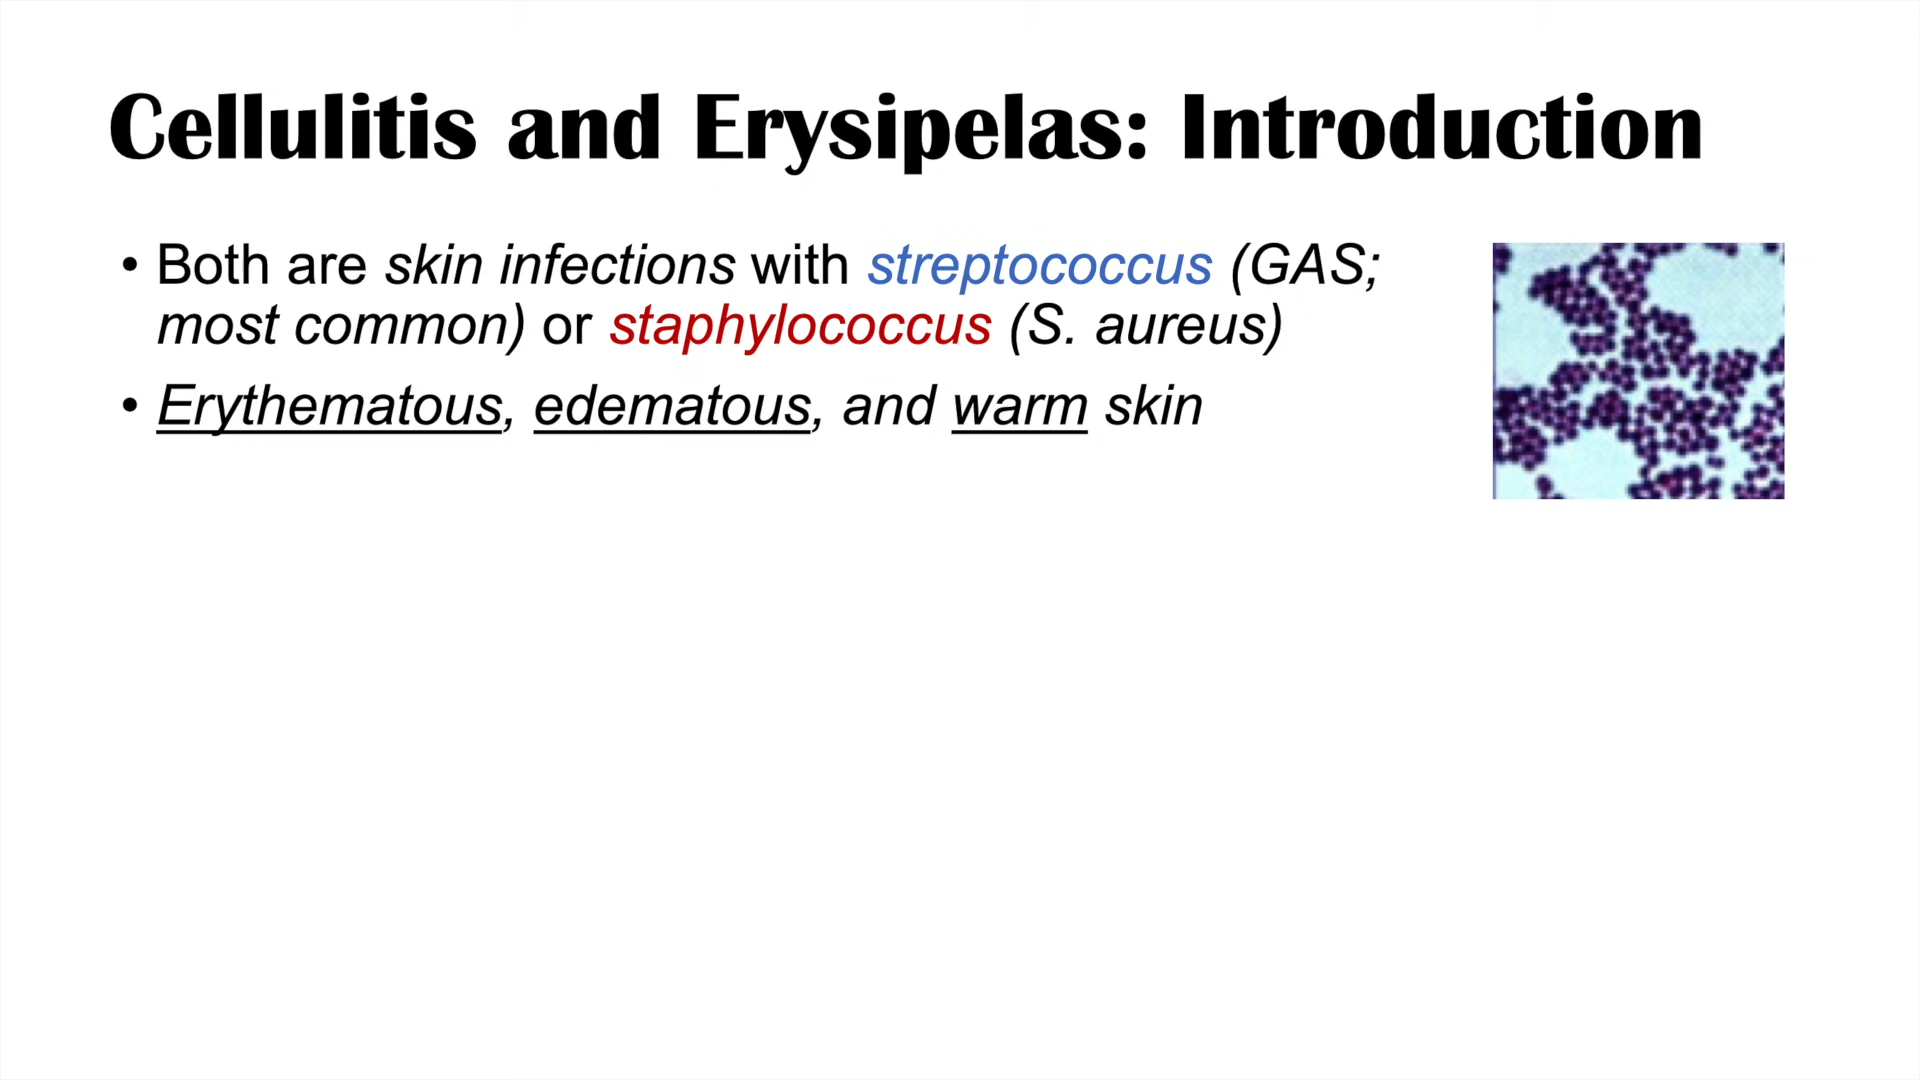 Cellulitis and Erysipelas: Introduction
• Both are skin infections with streptococcus (GAS;
most common) or staphylococcus (S. aureus)
• Erythematous, edematous, and warm skin